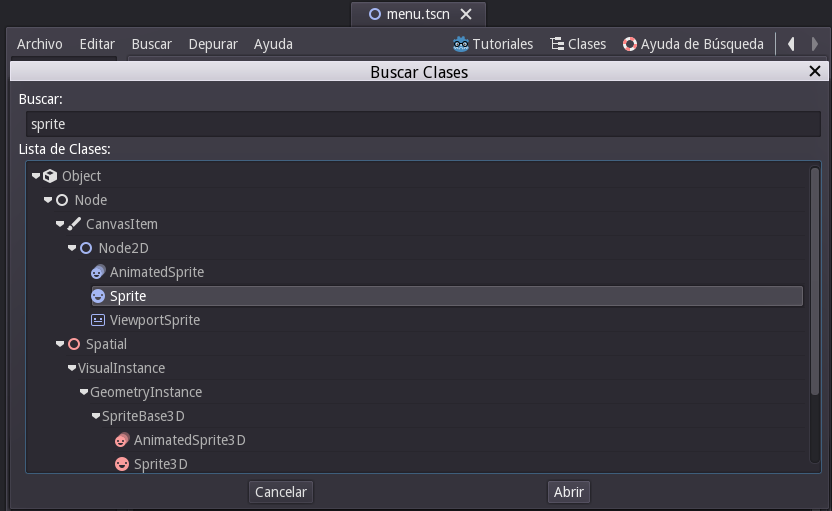 menu.tscn
Archivo Editar Buscar Depurar Ayuda Tutoriales Clases Ayuda de Búsqueda
Buscar Clases
Buscar:
sprite
Lista de Clases:
Object
Node
CanvasItem
Node2D
AnimatedSprite
Sprite
ViewportSprite
Spatial
VisualInstance
GeometryInstance
SpriteBase3D
AnimatedSprite3D
Sprite3D
Cancelar Abrir